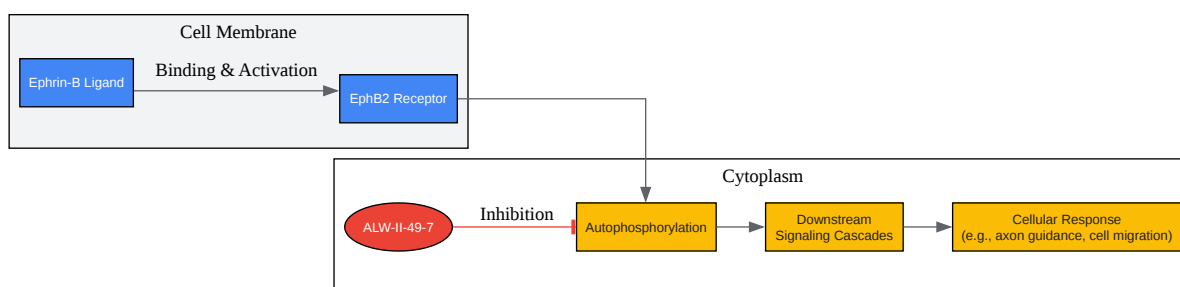 Cell Membrane
Ephrin-B Ligand
Binding & Activation
EphB2 Receptor
Cytoplasm
ALW-II-49-7
Inhibition
Autophosphorylation
Downstream
Signaling Cascades
Cellular Response
(e.g., axon guidance, cell migration)